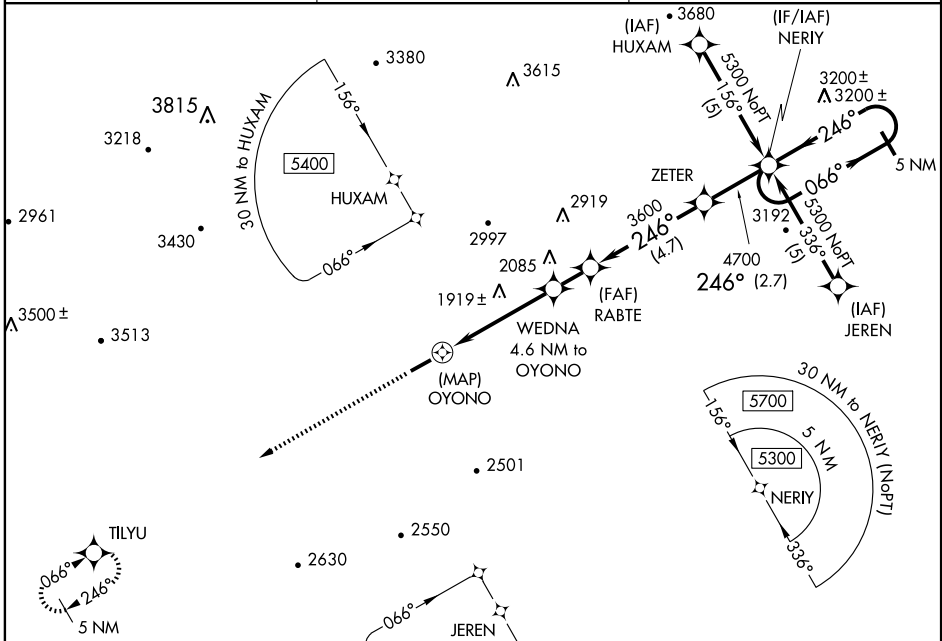 3680
(IAF)
HUXAM
(IF/IAF)
NERIY
3380
3615
5300 NoPT
156°
(5)
3200±
3200±
3815
156°
246°
3218
30 NM to HUXAM
5400
066°
5 NM
HUXAM
ZETER
2961
2919
3600
3192
5300 NoPT
336°
(5)
3430
2997
246°
(4.7)
066°
2085
4700
246° (2.7)
1919±
(FAF)
RABTE
(IAF)
JEREN
3500±
3513
WEDNA
4.6 NM to
OYONO
(MAP)
OYONO
30 NM to NERIY (NoPT)
5700
156°
5 NM
5300
2501
NERIY
TILYU
2550
336°
066°
2630
246°
066°
5 NM
JEREN